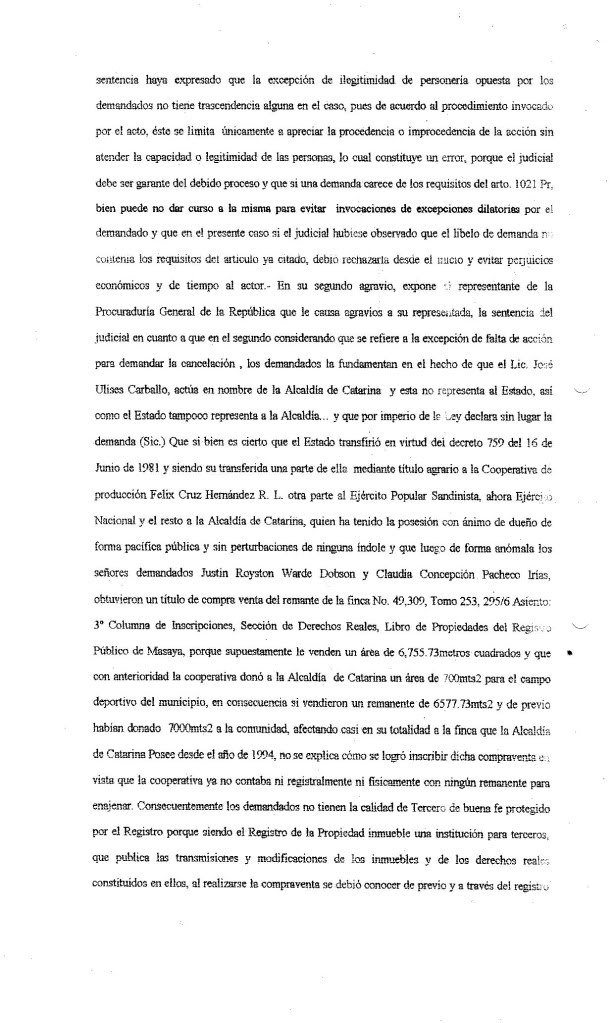 sentencia haya expresado que la excepción de ilegitimidad de personería opuesta por los
demandados no tiene trascendencia alguna en el caso, pues de acuerdo al procedimiento invocado
por el acto, éste se limita únicamente a apreciar la procedencia o improcedencia de la acción sin
atender la capacidad o legitimidad de las personas, lo cual constituye un error, porque el judicial
debe ser garante del debido proceso y que si una demanda carece de los requisitos del arto. 1021 Pr,
bien puede no dar curso a la misma para evitar invocaciones de excepciones dilatorias por el
demandado y que en el presente caso si el judicial hubiese observado que el libelo de demanda no
contenía los requisitos del artículo ya citado, debió rechazarla desde el inicio y evitar perjuicios
económicos y de tiempo al actor.- En su segundo agravio, expone el representante de la
Procuraduría General de la República que le causa agravios a su representada, la sentencia del
judicial en cuanto a que en el segundo considerando que se refiere a la excepción de falta de acción
para demandar la cancelación , los demandados la fundamentan en el hecho de que el Lic. José
Ulises Carballo, actúa en nombre de la Alcaldía de Catarina y esta no representa al Estado, así
como el Estado tampoco representa a la Alcaldía... y que por imperio de la Ley declara sin lugar la
demanda (Sic.) Que si bien es cierto que el Estado transfirió en virtud del decreto 759 del 16 de
Junio de 1981 y siendo su transferida una parte de ella mediante título agrario a la Cooperativa de
producción Felix Cruz Hernández R. L. otra parte al Ejército Popular Sandinista, ahora Ejército
Nacional y el resto a la Alcaldía de Catarina, quien ha tenido la posesión con ánimo de dueño de
forma pacífica pública y sin perturbaciones de ninguna índole y que luego de forma anómala los
señores demandados Justin Royston Warde Dobson y Claudia Concepción Pacheco Irías,
obtuvieron un título de compra venta del remante de la finca No. 49,309, Tomo 253, 295/6 Asiento:
3° Columna de Inscripciones, Sección de Derechos Reales, Libro de Propiedades del Registro
Público de Masaya, porque supuestamente le venden un área de 6,755.73metros cuadrados y que
con anterioridad la cooperativa donó a la Alcaldía de Catarina un área de 700mts2 para el campo
deportivo del municipio, en consecuencia si vendieron un remanente de 6577.73mts2 y de previo
habían donado 7000mts2 a la comunidad, afectando casi en su totalidad a la finca que la Alcaldía
de Catarina Posee desde el año de 1994, no se explica cómo se logró inscribir dicha compraventa en
vista que la cooperativa ya no contaba ni registralmente ni físicamente con ningún remanente para
enajenar. Consecuentemente los demandados no tienen la calidad de Tercero de buena fe protegido
por el Registro porque siendo el Registro de la Propiedad inmueble una institución para terceros,
que publica las transmisiones y modificaciones de los inmuebles y de los derechos reales
constituidos en ellos, al realizarse la compraventa se debió conocer de previo y a través del registro